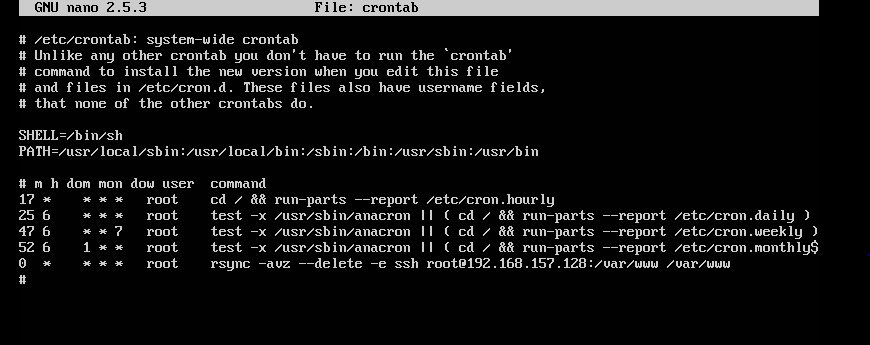 GNU nano 2.5.3 File: crontab
# /etc/crontab: system-wide crontab
# Unlike any other crontab you don't have to run the `crontab'
# command to install the new version when you edit this file
# and files in /etc/cron.d. These files also have username fields,
# that none of the other crontabs do.
SHELL=/bin/sh
PATH=/usr/local/sbin:/usr/local/bin:/sbin:/bin:/usr/sbin:/usr/bin
# m h dom mon dow user  command
17 *    * * *   root    cd / && run-parts --report /etc/cron.hourly
25 6    * * *   root    test -x /usr/sbin/anacron || ( cd / && run-parts --report /etc/cron.daily )
47 6    * * 7   root    test -x /usr/sbin/anacron || ( cd / && run-parts --report /etc/cron.weekly )
52 6    1 * *   root    test -x /usr/sbin/anacron || ( cd / && run-parts --report /etc/cron.monthly$
0  *    * * *   root    rsync -avz --delete -e ssh root@192.168.157.128:/var/www /var/www
#